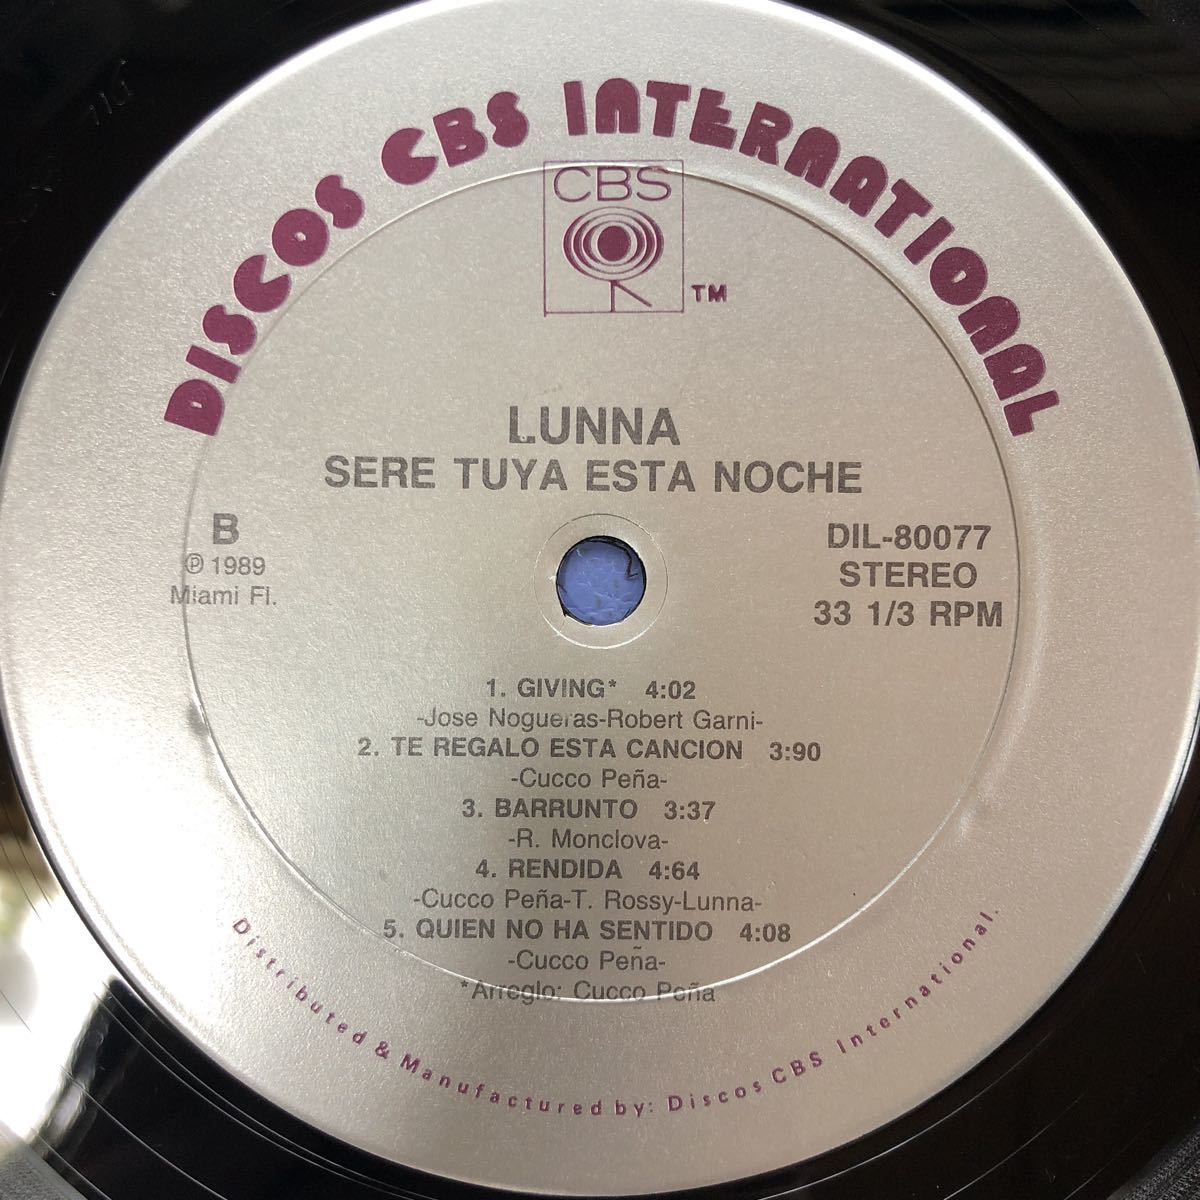 DISCOS CBS INTERNATIONAL
CBS
TM
LUNNA
SERE TUYA ESTA NOCHE
B
℗ 1989
Miami Fl.
DIL-80077
STEREO
33 1/3 RPM
1. GIVING* 4:02
-Jose Nogueras-Robert Garni-
2. TE REGALO ESTA CANCION 3:90
-Cucco Peña-
3. BARRUNTO 3:37
-R. Monclova-
4. RENDIDA 4:64
-Cucco Peña-T. Rossy-Lunna-
5. QUIEN NO HA SENTIDO 4:08
-Cucco Peña-
*Arreglo: Cucco Peña
Distributed & Manufactured by: Discos CBS International.